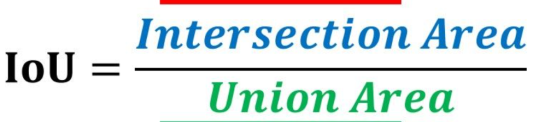 Intersection Area
IoU =
Union Area